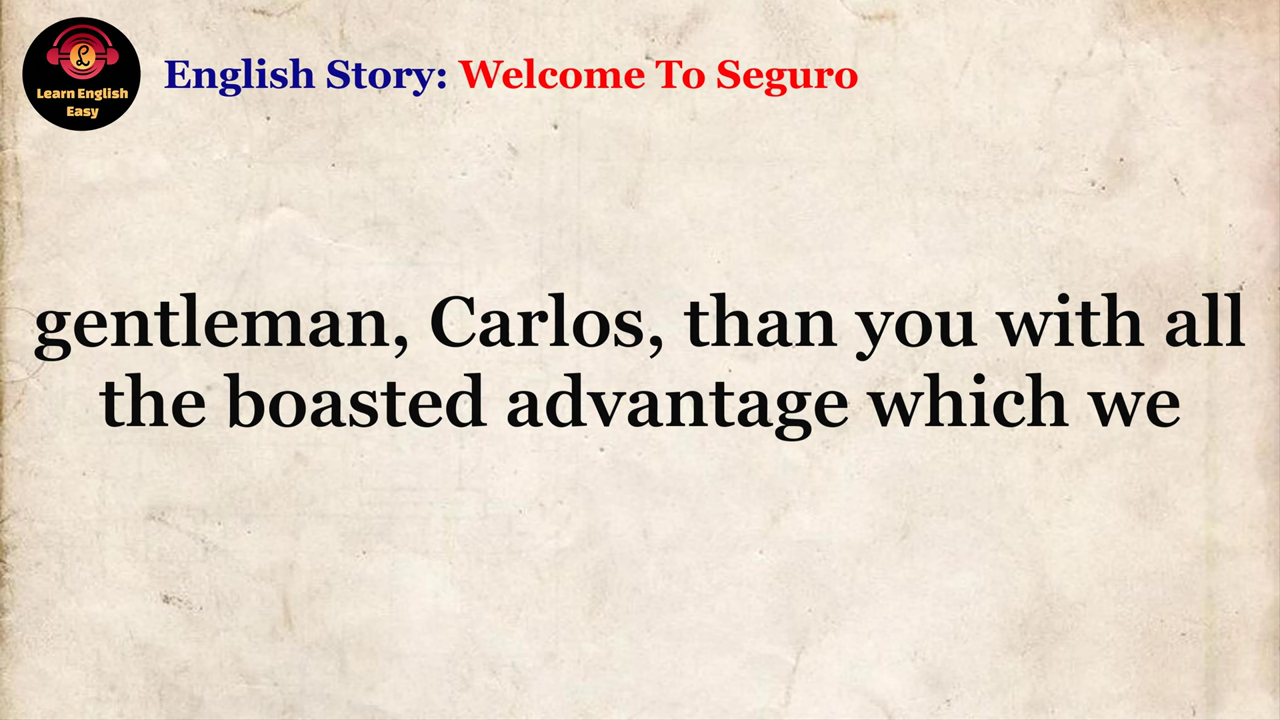 Learn English
Easy
English Story: Welcome To Seguro
gentleman, Carlos, than you with all
the boasted advantage which we